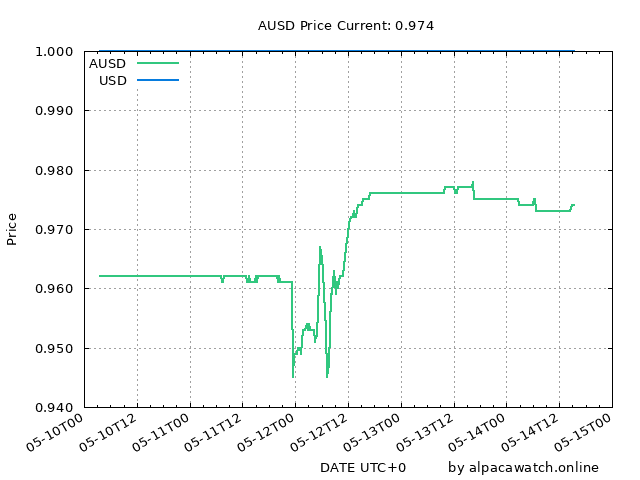 AUSD Price Current: 0.974
1.000
0.990
0.980
0.970
0.960
0.950
0.940
Price
AUSD
USD
05-10T00
05-10T12
05-11T00
05-11T12
05-12T00
05-12T12
05-13T00
05-13T12
05-14T00
05-14T12
05-15T00
DATE UTC+0
by alpacawatch.online